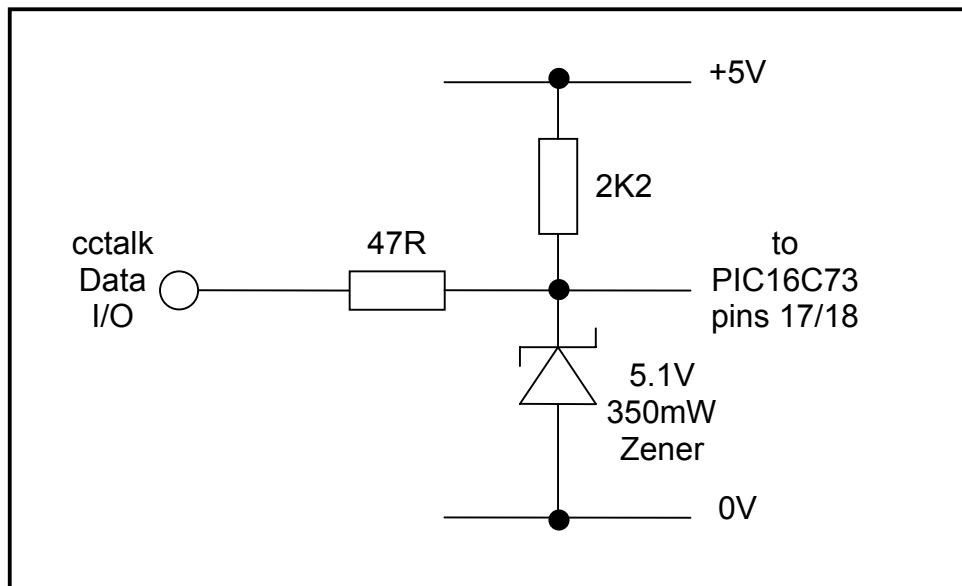 +5V
2K2
cctalk
Data
I/O
47R
to
PIC16C73
pins 17/18
5.1V
350mW
Zener
0V